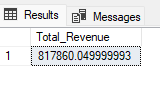 Results Messages
Total_Revenue
1 817860.049999993